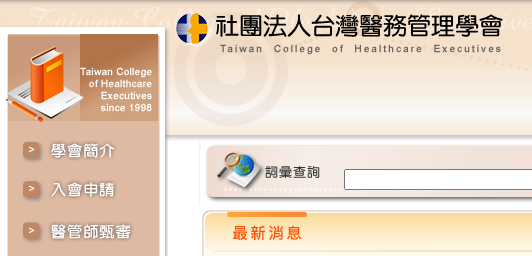 社團法人台灣醫務管理學會
Taiwan College of Healthcare Executives
Taiwan College
of Healthcare
Executives
since 1998
> 學會簡介
> 入會申請
> 醫管師甄審
詞彙查詢
最新消息